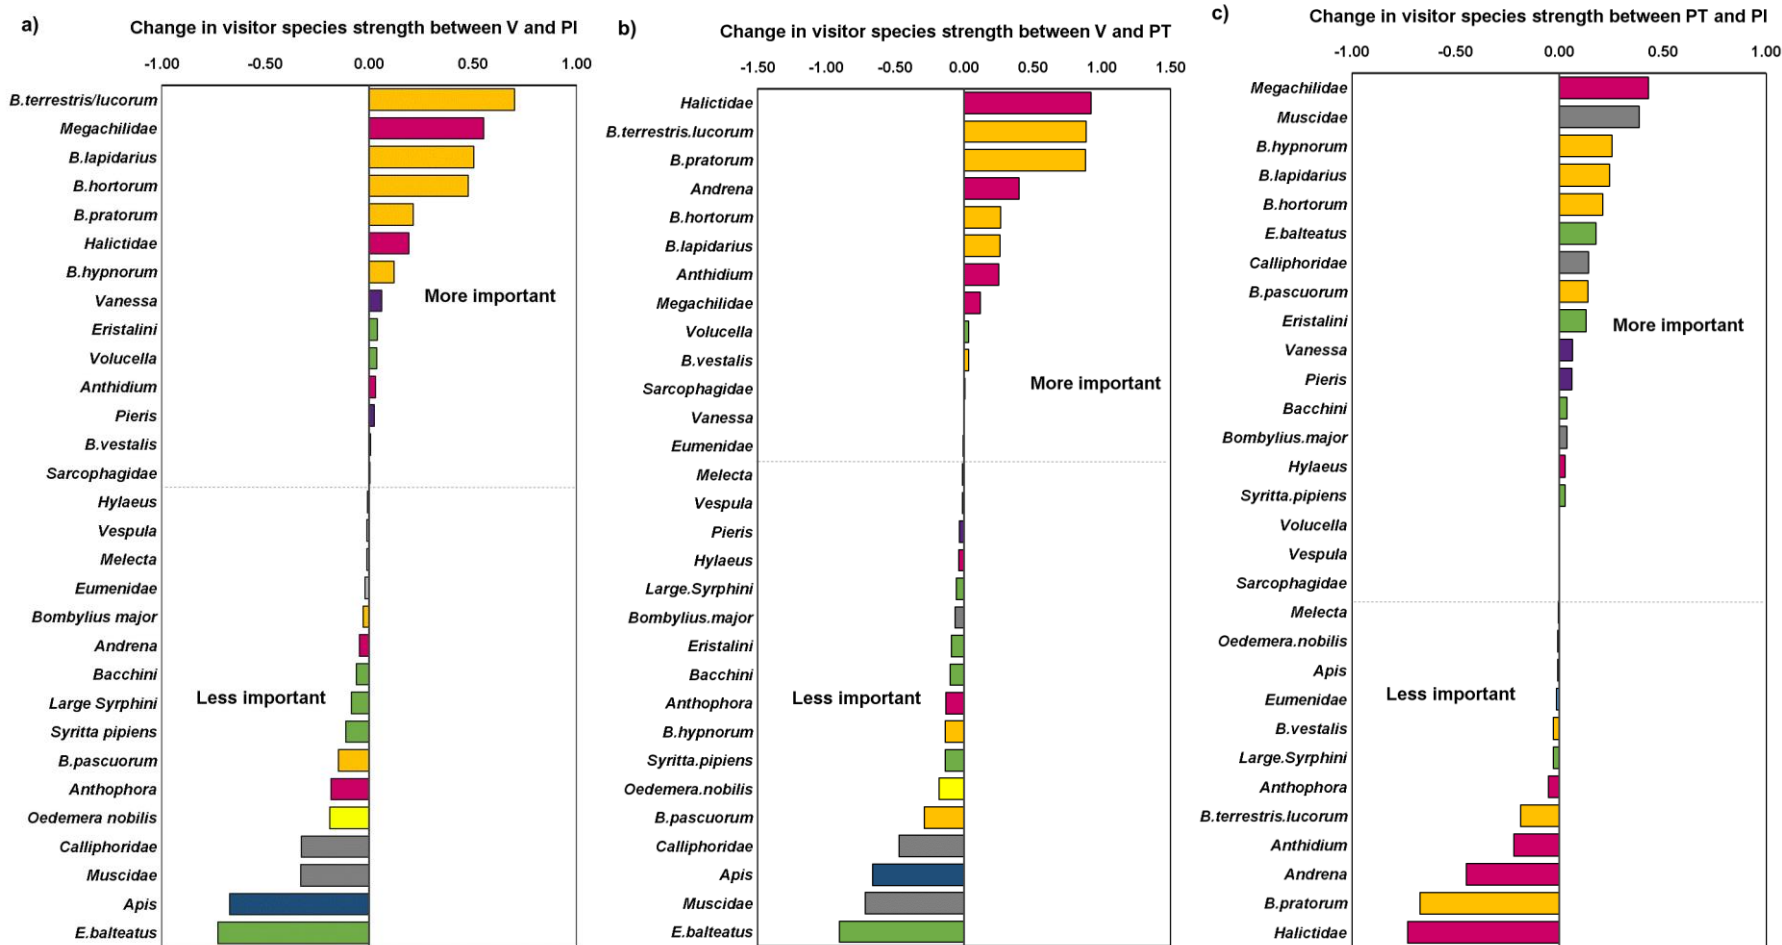 a)
Change in visitor species strength between V and PI
-1.00 -0.50 0.00 0.50 1.00
B.terrestris/lucorum
Megachilidae
B.lapidarius
B.hortorum
B.pratorum
Halictidae
B.hypnorum
Vanessa
More important
Eristalini
Volucella
Anthidium
Pieris
B.vestalis
Sarcophagidae
Hylaeus
Vespula
Melecta
Eumenidae
Bombylius major
Andrena
Bacchini
Less important
Large Syrphini
Syritta pipiens
B.pascuorum
Anthophora
Oedemera nobilis
Calliphoridae
Muscidae
Apis
E.balteatus
b)
Change in visitor species strength between V and PT
-1.50 -1.00 -0.50 0.00 0.50 1.00 1.50
Halictidae
B.terrestris.lucorum
B.pratorum
Andrena
B.hortorum
B.lapidarius
Anthidium
Megachilidae
Volucella
B.vestalis
More important
Sarcophagidae
Vanessa
Eumenidae
Melecta
Vespula
Pieris
Hylaeus
Large.Syrphini
Bombylius.major
Eristalini
Bacchini
Less important
Anthophora
B.hypnorum
Syritta.pipiens
Oedemera.nobilis
B.pascuorum
Calliphoridae
Apis
Muscidae
E.balteatus
c)
Change in visitor species strength between PT and PI
-1.00 -0.50 0.00 0.50 1.00
Megachilidae
Muscidae
B.hypnorum
B.lapidarius
B.hortorum
E.balteatus
Calliphoridae
B.pascuorum
Eristalini
More important
Vanessa
Pieris
Bacchini
Bombylius.major
Hylaeus
Syritta.pipiens
Volucella
Vespula
Sarcophagidae
Melecta
Oedemera.nobilis
Apis
Less important
Eumenidae
B.vestalis
Large.Syrphini
Anthophora
B.terrestris.lucorum
Anthidium
Andrena
B.pratorum
Halictidae